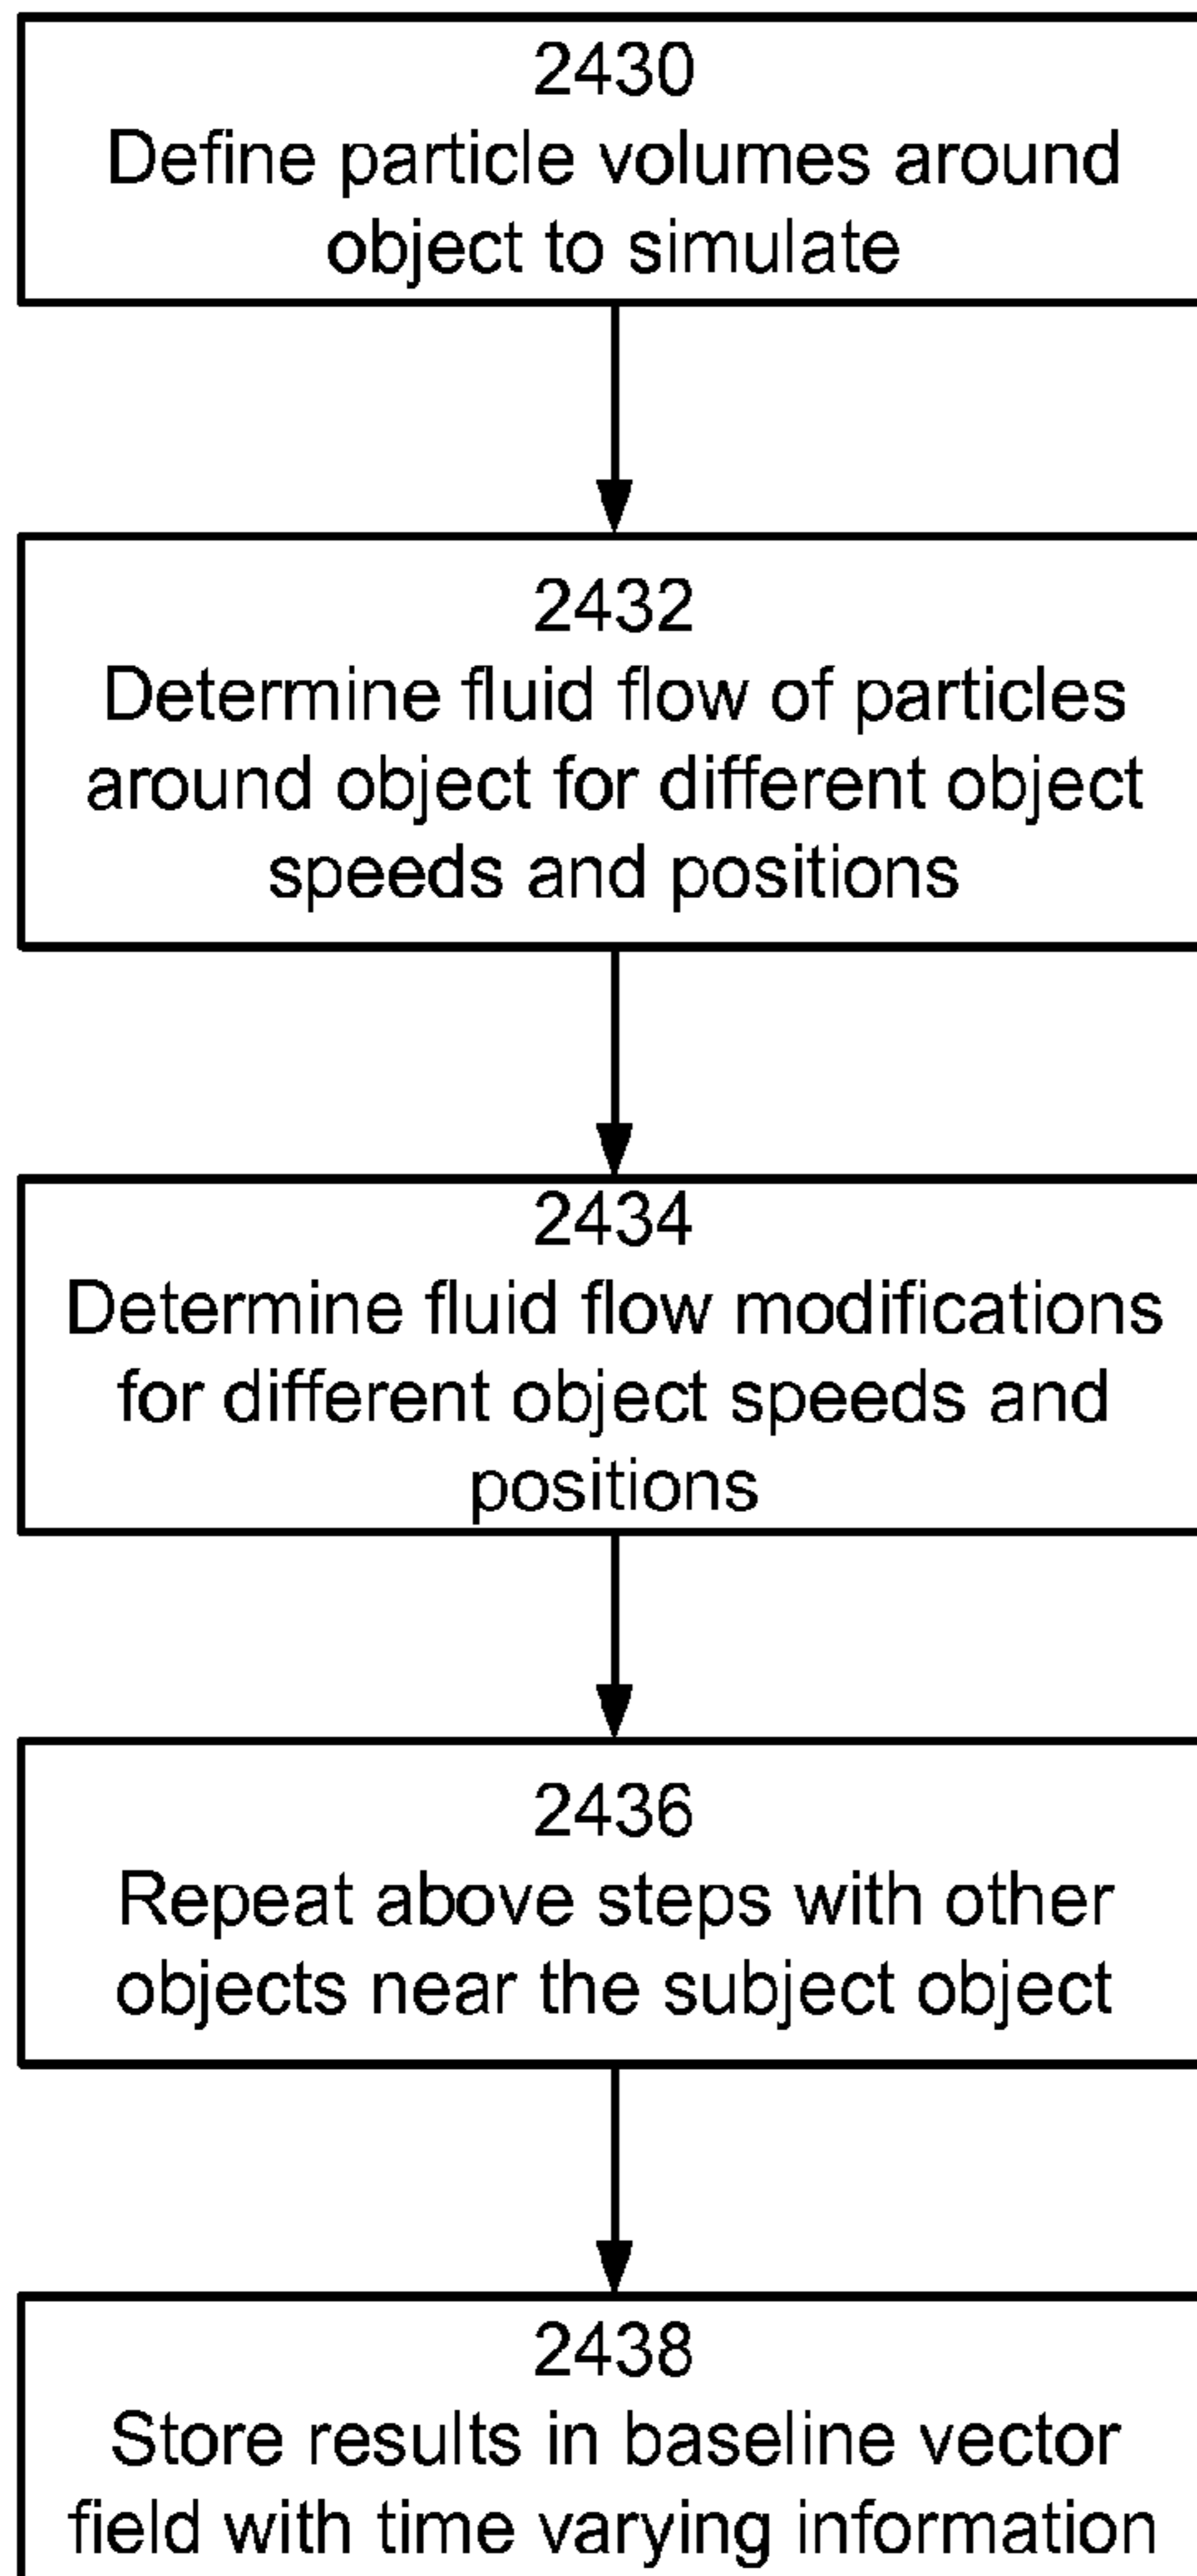 2430
Define particle volumes around
object to simulate
2432
Determine fluid flow of particles
around object for different object
speeds and positions
2434
Determine fluid flow modifications
for different object speeds and
positions
2436
Repeat above steps with other
objects near the subject object
2438
Store results in baseline vector
field with time varying information